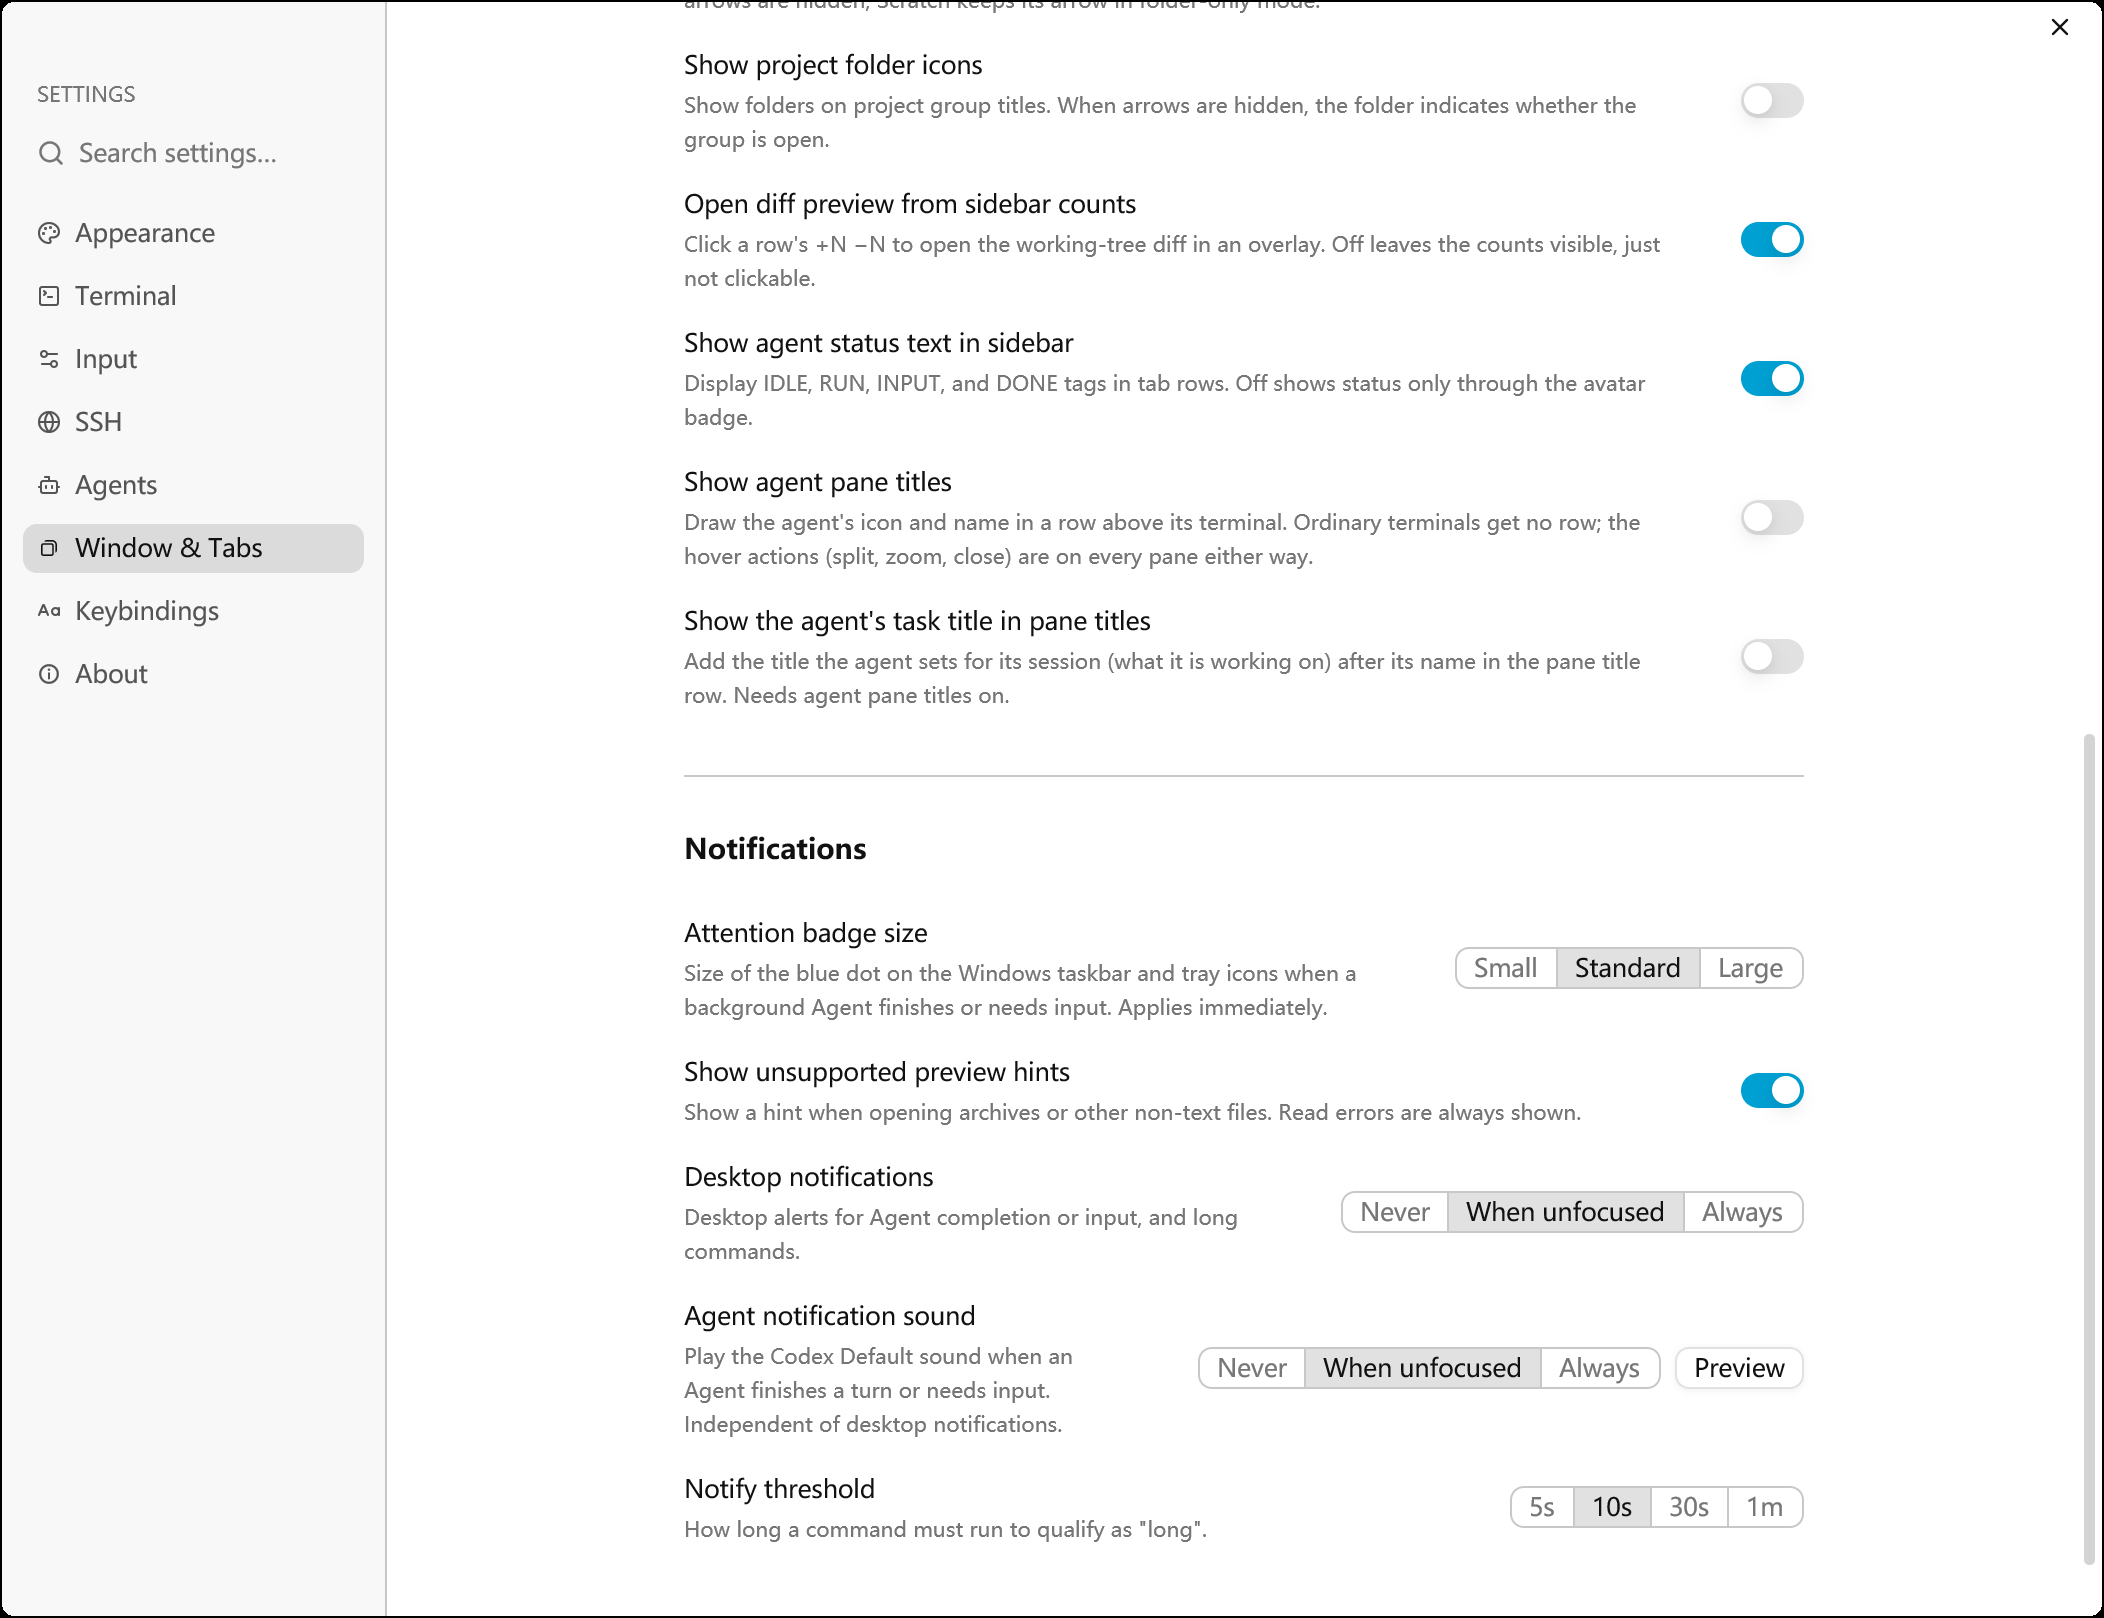 SETTINGS
Search settings...
Appearance
Terminal
Input
SSH
Agents
Window & Tabs
Aa Keybindings
About
arrows are hidden, Scratch keeps its arrow in folder-only mode.
Show project folder icons
Show folders on project group titles. When arrows are hidden, the folder indicates whether the
group is open.
Open diff preview from sidebar counts
Click a row's +N −N to open the working-tree diff in an overlay. Off leaves the counts visible, just
not clickable.
Show agent status text in sidebar
Display IDLE, RUN, INPUT, and DONE tags in tab rows. Off shows status only through the avatar
badge.
Show agent pane titles
Draw the agent's icon and name in a row above its terminal. Ordinary terminals get no row; the
hover actions (split, zoom, close) are on every pane either way.
Show the agent's task title in pane titles
Add the title the agent sets for its session (what it is working on) after its name in the pane title
row. Needs agent pane titles on.
Notifications
Attention badge size
Size of the blue dot on the Windows taskbar and tray icons when a
background Agent finishes or needs input. Applies immediately.
Small Standard Large
Show unsupported preview hints
Show a hint when opening archives or other non-text files. Read errors are always shown.
Desktop notifications
Desktop alerts for Agent completion or input, and long
commands.
Never When unfocused Always
Agent notification sound
Play the Codex Default sound when an
Agent finishes a turn or needs input.
Independent of desktop notifications.
Never When unfocused Always Preview
Notify threshold
How long a command must run to qualify as "long".
5s 10s 30s 1m